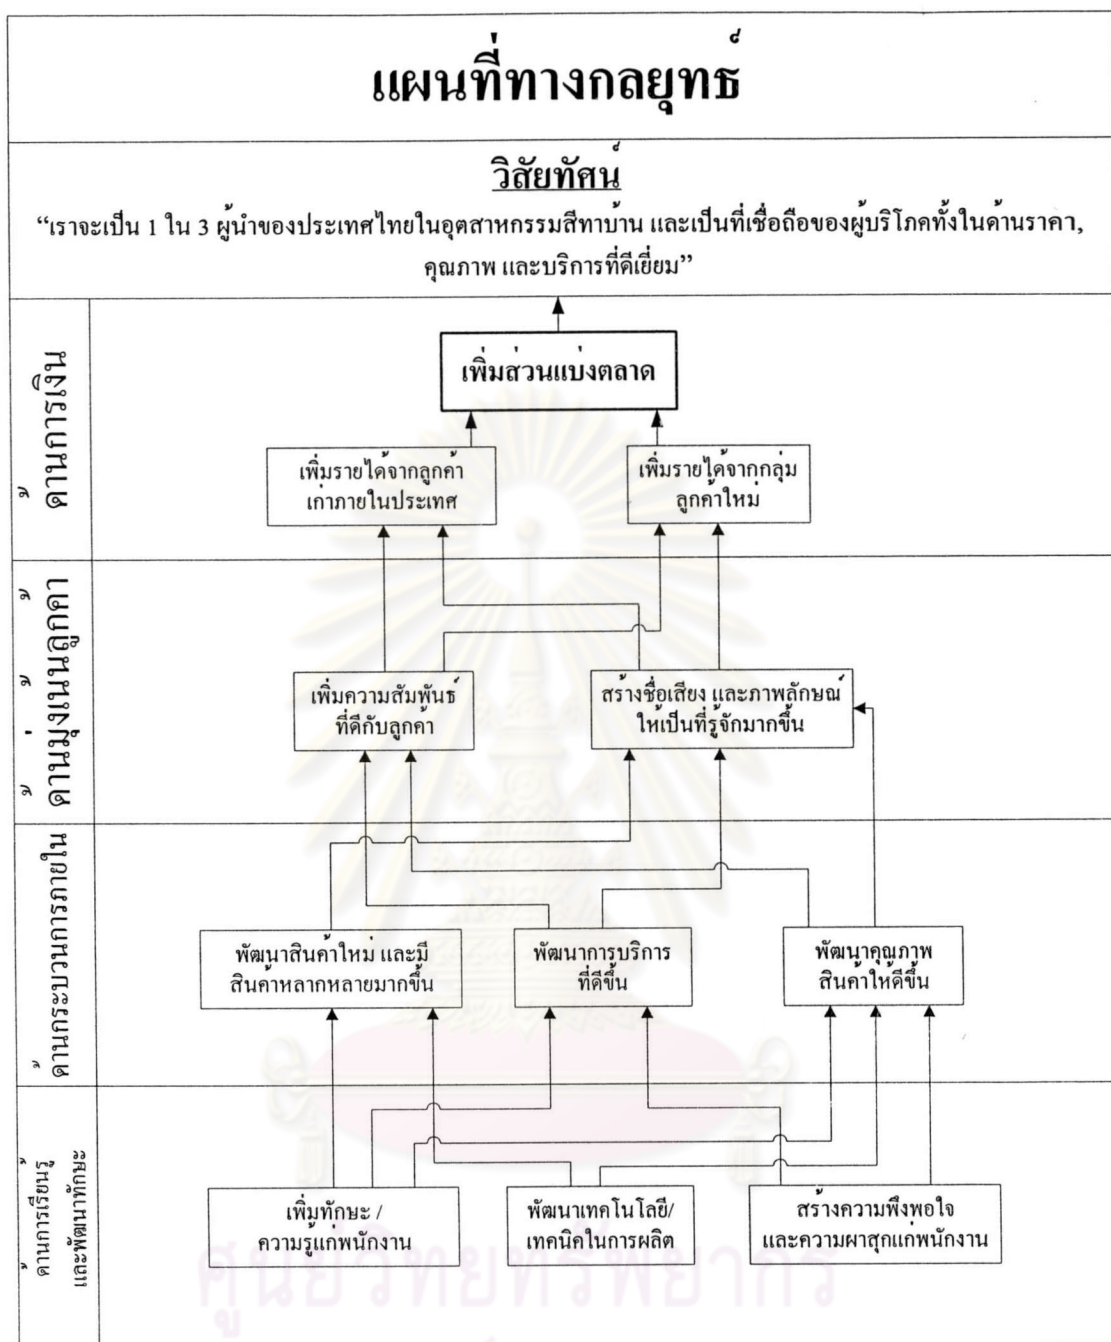 แผนที่ทางกลยุทธ์
วิสัยทัศน์
“เราจะเป็น 1 ใน 3 ผู้นำของประเทศไทยในอุตสาหกรรมสีทาบ้าน และเป็นที่เชื่อถือของผู้บริโภคทั้งในด้านราคา,
คุณภาพ และบริการที่ดีเยี่ยม”
ด้านการเงิน
เพิ่มส่วนแบ่งตลาด
เพิ่มรายได้จากลูกค้า
เก่าภายในประเทศ
เพิ่มรายได้จากกลุ่ม
ลูกค้าใหม่
ด้านมุ่งเน้นลูกค้า
เพิ่มความสัมพันธ์
ที่ดีกับลูกค้า
สร้างชื่อเสียง และภาพลักษณ์
ให้เป็นที่รู้จักมากขึ้น
ด้านกระบวนการภายใน
พัฒนาสินค้าใหม่ และมี
สินค้าหลากหลายมากขึ้น
พัฒนาการบริการ
ที่ดีขึ้น
พัฒนาคุณภาพ
สินค้าให้ดีขึ้น
ด้านการเรียนรู้
และพัฒนาทักษะ
เพิ่มทักษะ /
ความรู้แก่พนักงาน
พัฒนาเทคโนโลยี/
เทคนิคในการผลิต
สร้างความพึงพอใจ
และความผาสุกแก่พนักงาน
ศูนย์วิทยทรัพยากร